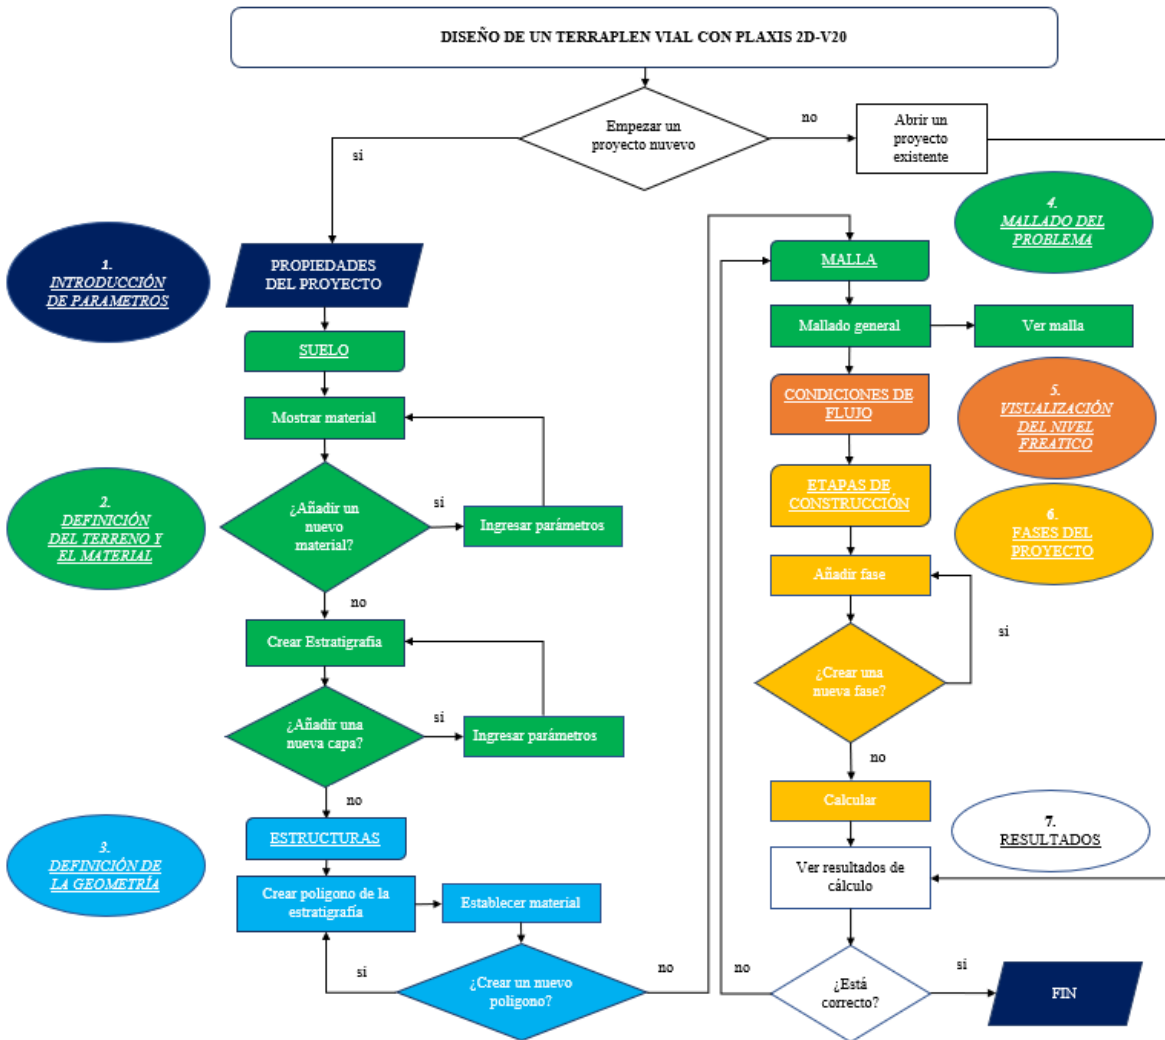 DISEÑO DE UN TERRAPLEN VIAL CON PLAXIS 2D-V20
Empezar un
proyecto nuvevo
no
Abrir un
proyecto
existente
si
1.
INTRODUCCIÓN
DE PARAMETROS
PROPIEDADES
DEL PROYECTO
SUELO
Mostrar material
2.
DEFINICIÓN
DEL TERRENO Y
EL MATERIAL
¿Añadir un
nuevo
material?
si
Ingresar parámetros
no
Crear Estratigrafia
¿Añadir una
nueva capa?
si
Ingresar parámetros
no
3.
DEFINICIÓN DE
LA GEOMETRÍA
ESTRUCTURAS
Crear poligono de la
estratigrafía
Establecer material
si
¿Crear un nuevo
poligono?
no
4.
MALLADO DEL
PROBLEMA
MALLA
Mallado general
Ver malla
CONDICIONES DE
FLUJO
5.
VISUALIZACIÓN
DEL NIVEL
FREATICO
ETAPAS DE
CONSTRUCCIÓN
6.
FASES DEL
PROYECTO
Añadir fase
si
¿Crear una
nueva fase?
no
Calcular
7.
RESULTADOS
Ver resultados de
cálculo
no
¿Está
correcto?
si
FIN